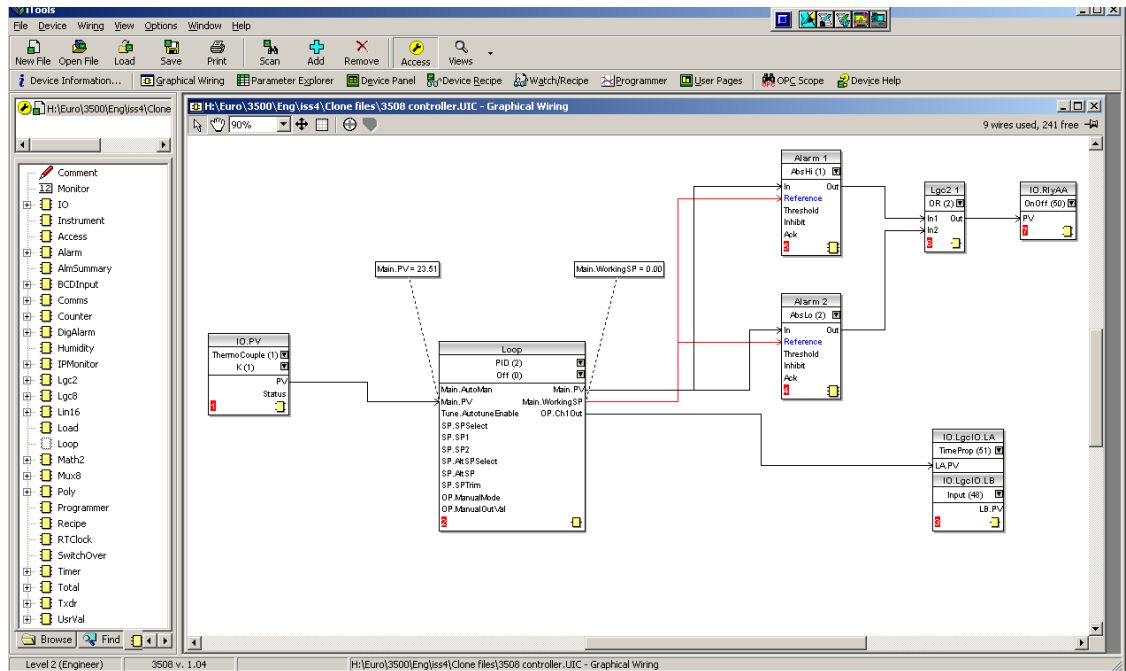 iTools
File Device Wiring View Options Window Help
New File Open File Load Save Print Scan Add Remove Access Views
Device Information... Graphical Wiring Parameter Explorer Device Panel Device Recipe Watch/Recipe Programmer User Pages OPC Scope Device Help
H:\Euro\3500\Eng\iss4\Clone
H:\Euro\3500\Eng\iss4\Clone files\3508 controller.UIC - Graphical Wiring
90%
9 wires used, 241 free
Comment
12 Monitor
IO
Instrument
Access
Alarm
AlmSummary
BCDInput
Comms
Counter
DigAlarm
Humidity
IPMonitor
Lgc2
Lgc8
Lin16
Load
Loop
Math2
Mux8
Poly
Programmer
Recipe
RTClock
SwitchOver
Timer
Total
Txdr
UsrVal
Browse Find
IO.PV
ThermoCouple (1)
K (1)
PV
Status
1
Main.PV = 23.51
Main.WorkingSP = 0.00
Loop
PID (2)
Off (0)
Main.AutoMan Main.PV
Main.PV Main.WorkingSP
Tune.AutotuneEnable OP.Ch1Out
SP.SPSelect
SP.SP1
SP.SP2
SP.AltSPSelect
SP.AltSP
SP.SPTrim
OP.ManualMode
OP.ManualOutVal
2
Alarm 1
AbsHi (1)
In Out
Reference
Threshold
Inhibit
Ack
Alarm 2
AbsLo (2)
In Out
Reference
Threshold
Inhibit
Ack
4
Lgc2 1
OR (2)
In1 Out
In2
IO.RlyAA
OnOff (50)
PV
7
IO.LgcIO.LA
TimeProp (51)
LA.PV
IO.LgcIO.LB
Input (48)
LB.PV
Level 2 (Engineer) 3508 v. 1.04 H:\Euro\3500\Eng\iss4\Clone files\3508 controller.UIC - Graphical Wiring